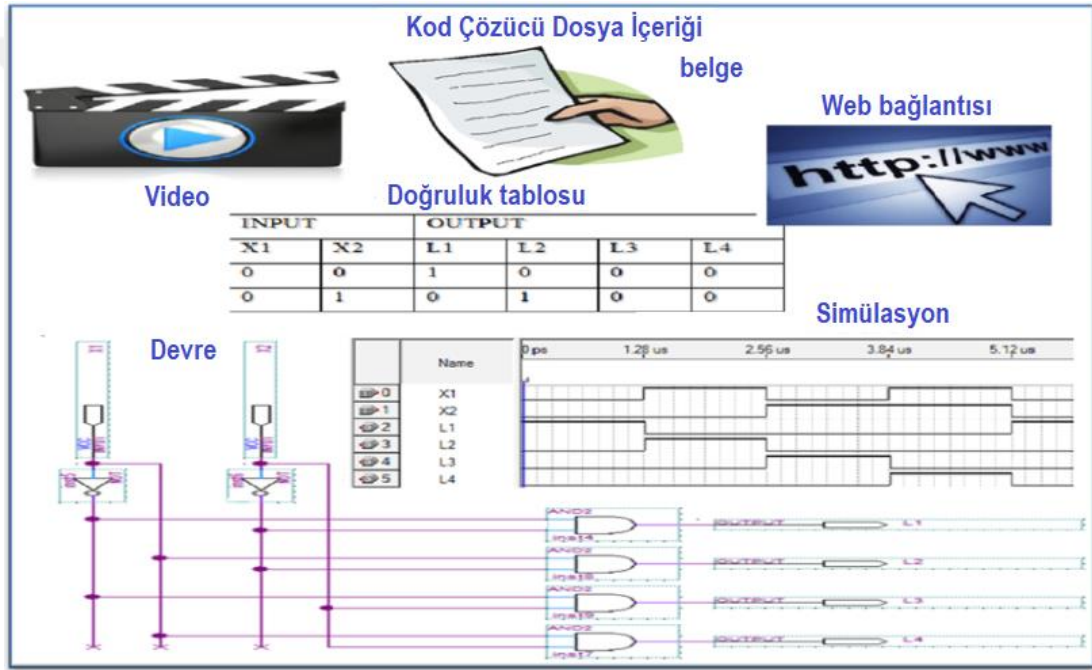 Kod Çözücü Dosya İçeriği
belge
Web bağlantısı
http://www
Video
Doğruluk tablosu
INPUT OUTPUT
X1 X2 L1 L2 L3 L4
0 0 1 0 0 0
0 1 0 1 0 0
Simülasyon
Devre
Name
0 ps 1.28 us 2.56 us 3.84 us 5.12 us
0 X1
1 X2
2 L1
3 L2
4 L3
5 L4
VCC
VCC
AND2
OUTPUT L1
AND2
OUTPUT L2
AND2
OUTPUT L3
AND2
OUTPUT L4